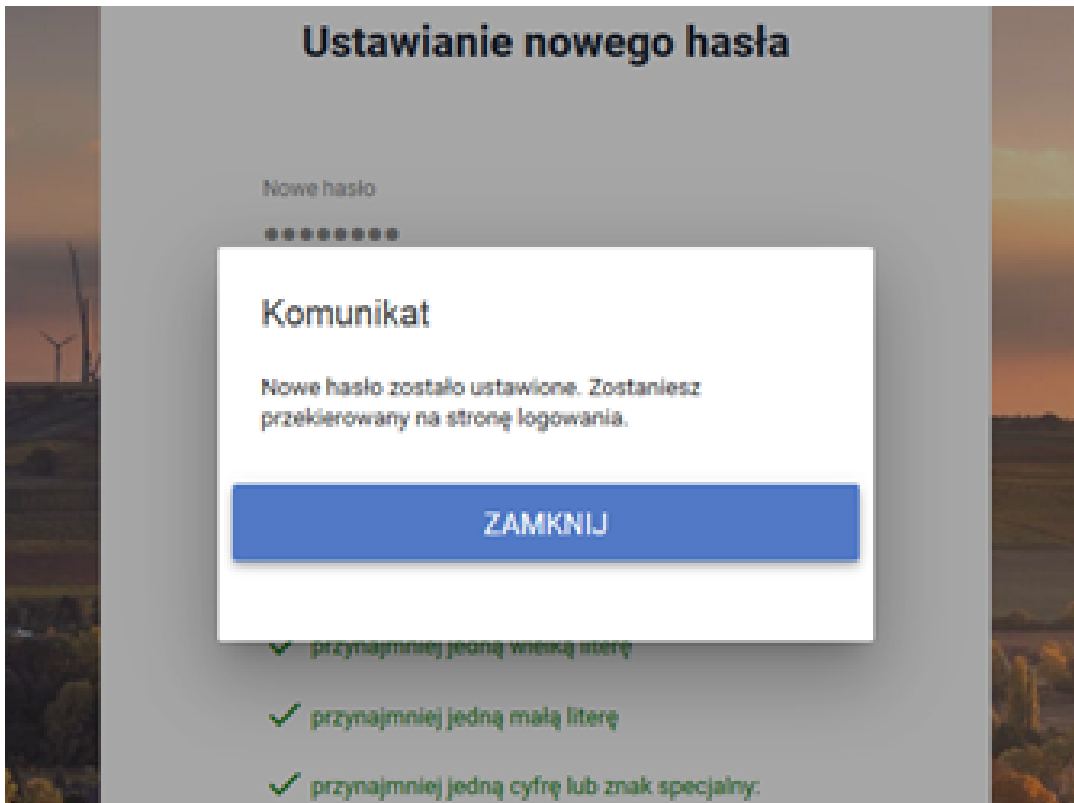 Ustawianie nowego hasła
Nowe hasło
••••••••
Komunikat
Nowe hasło zostało ustawione. Zostaniesz
przekierowany na stronę logowania.
ZAMKNIJ
przynajmniej jedną wielką literę
przynajmniej jedną małą literę
przynajmniej jedną cyfrę lub znak specjalny: